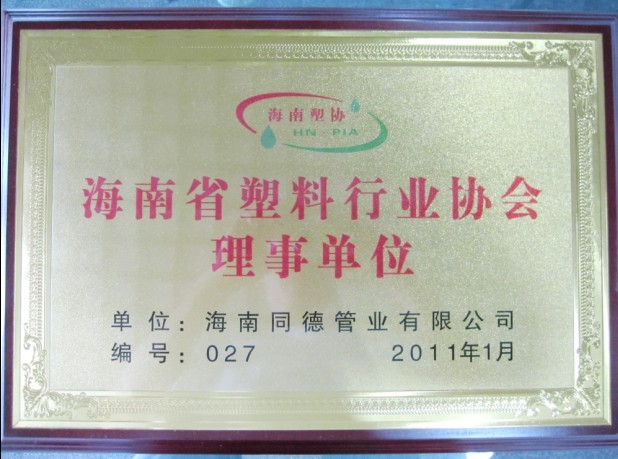 海南塑协
HN-PIA
海南省塑料行业协会
理事单位
单位：海南同德管业有限公司
编号：027 2011年1月